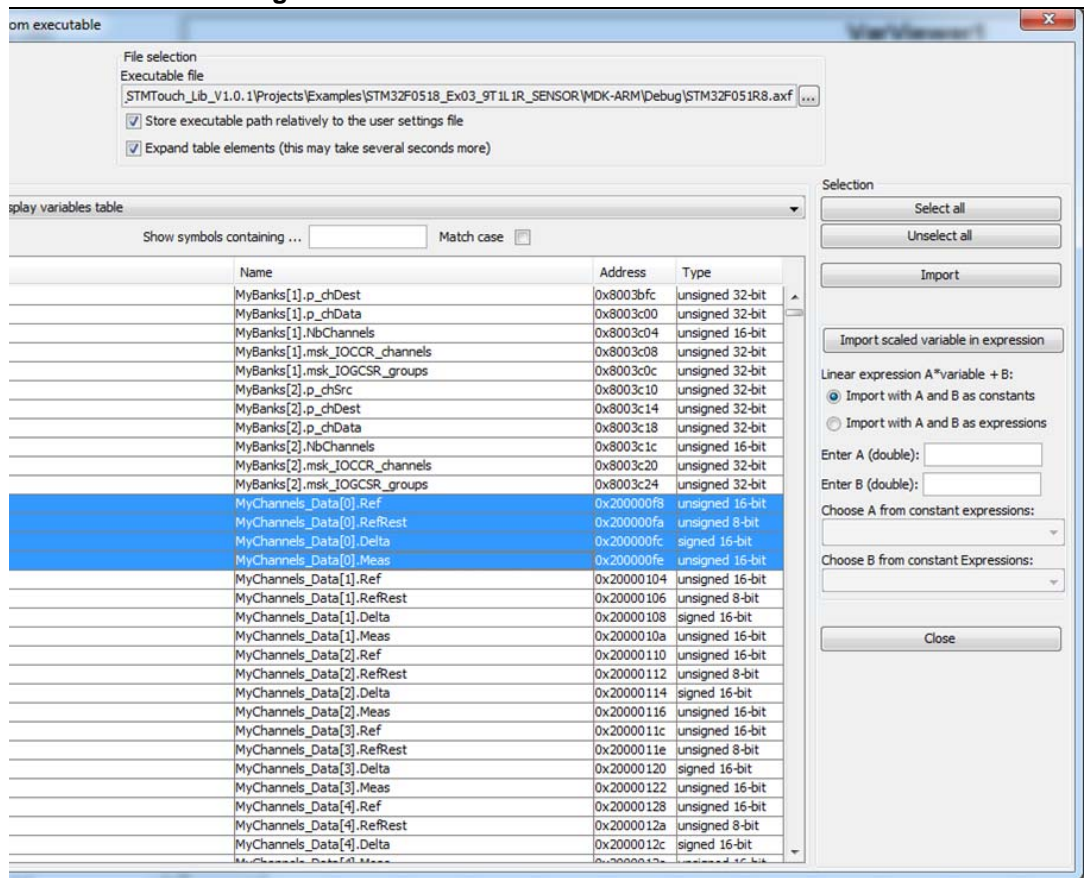 om executable
File selection
Executable file
STMTouch_Lib_V1.0.1\Projects\Examples\STM32F0518_Ex03_9T1L1R_SENSOR\MDK-ARM\Debug\STM32F051R8.axf ...
Store executable path relatively to the user settings file
Expand table elements (this may take several seconds more)
splay variables table
Show symbols containing ... Match case
Name Address Type
MyBanks[1].p_chDest 0x8003bfc unsigned 32-bit
MyBanks[1].p_chData 0x8003c00 unsigned 32-bit
MyBanks[1].NbChannels 0x8003c04 unsigned 16-bit
MyBanks[1].msk_IOCCR_channels 0x8003c08 unsigned 32-bit
MyBanks[1].msk_IOGCSR_groups 0x8003c0c unsigned 32-bit
MyBanks[2].p_chSrc 0x8003c10 unsigned 32-bit
MyBanks[2].p_chDest 0x8003c14 unsigned 32-bit
MyBanks[2].p_chData 0x8003c18 unsigned 32-bit
MyBanks[2].NbChannels 0x8003c1c unsigned 16-bit
MyBanks[2].msk_IOCCR_channels 0x8003c20 unsigned 32-bit
MyBanks[2].msk_IOGCSR_groups 0x8003c24 unsigned 32-bit
MyChannels_Data[0].Ref 0x200000f8 unsigned 16-bit
MyChannels_Data[0].RefRest 0x200000fa unsigned 8-bit
MyChannels_Data[0].Delta 0x200000fc signed 16-bit
MyChannels_Data[0].Meas 0x200000fe unsigned 16-bit
MyChannels_Data[1].Ref 0x20000104 unsigned 16-bit
MyChannels_Data[1].RefRest 0x20000106 unsigned 8-bit
MyChannels_Data[1].Delta 0x20000108 signed 16-bit
MyChannels_Data[1].Meas 0x2000010a unsigned 16-bit
MyChannels_Data[2].Ref 0x20000110 unsigned 16-bit
MyChannels_Data[2].RefRest 0x20000112 unsigned 8-bit
MyChannels_Data[2].Delta 0x20000114 signed 16-bit
MyChannels_Data[2].Meas 0x20000116 unsigned 16-bit
MyChannels_Data[3].Ref 0x2000011c unsigned 16-bit
MyChannels_Data[3].RefRest 0x2000011e unsigned 8-bit
MyChannels_Data[3].Delta 0x20000120 signed 16-bit
MyChannels_Data[3].Meas 0x20000122 unsigned 16-bit
MyChannels_Data[4].Ref 0x20000128 unsigned 16-bit
MyChannels_Data[4].RefRest 0x2000012a unsigned 8-bit
MyChannels_Data[4].Delta 0x2000012c signed 16-bit
Selection
Select all
Unselect all
Import
Import scaled variable in expression
Linear expression A*variable + B:
Import with A and B as constants
Import with A and B as expressions
Enter A (double):
Enter B (double):
Choose A from constant expressions:
Choose B from constant Expressions:
Close